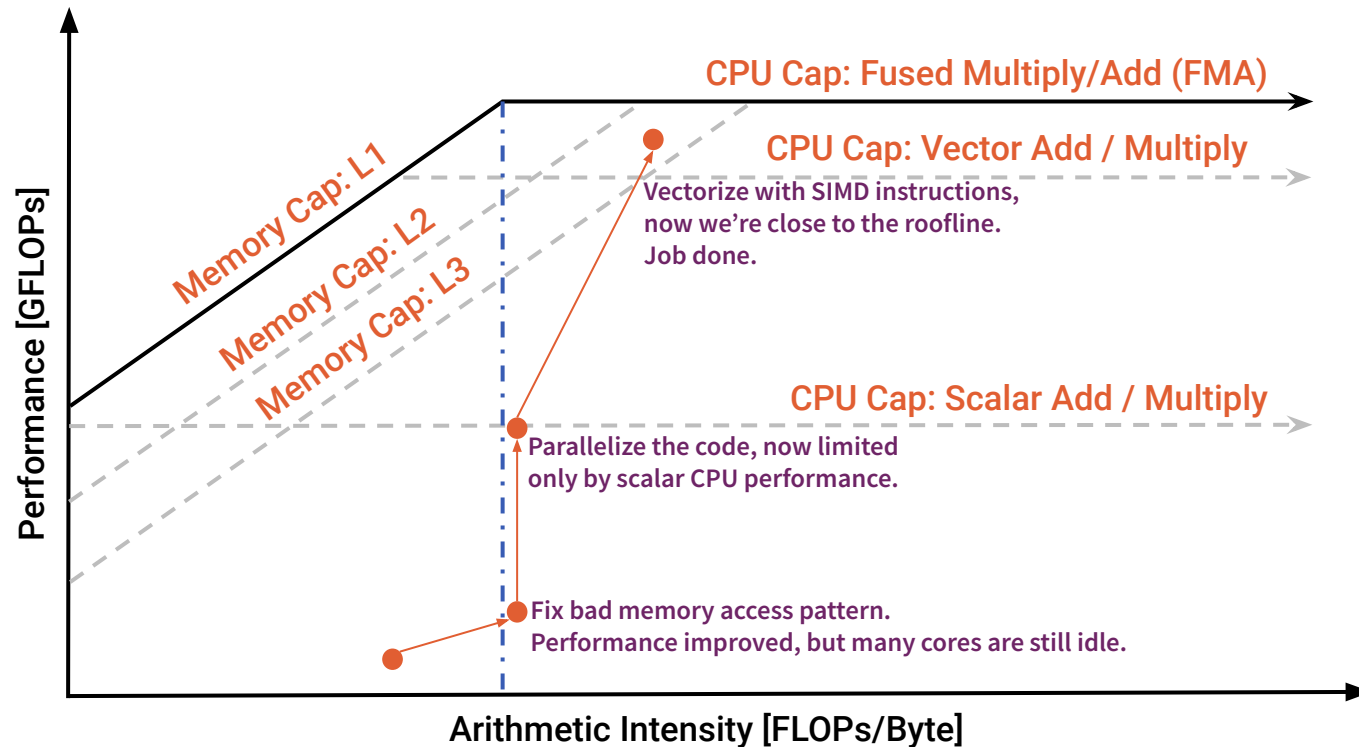 CPU Cap: Fused Multiply/Add (FMA)
CPU Cap: Vector Add / Multiply
Memory Cap: L1
Memory Cap: L2
Memory Cap: L3
Vectorize with SIMD instructions,
now we’re close to the roofline.
Job done.
CPU Cap: Scalar Add / Multiply
Parallelize the code, now limited
only by scalar CPU performance.
Fix bad memory access pattern.
Performance improved, but many cores are still idle.
Performance [GFLOPs]
Arithmetic Intensity [FLOPs/Byte]